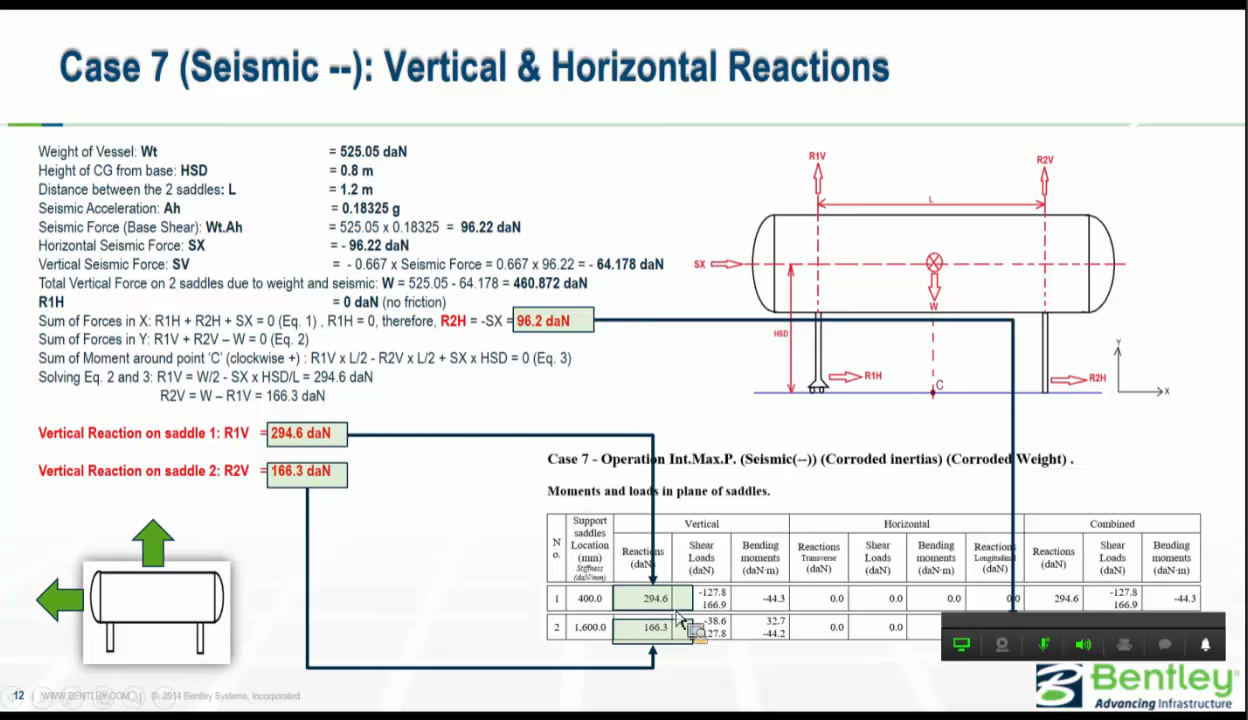 Case 7 (Seismic --): Vertical & Horizontal Reactions
Weight of Vessel: Wt = 525.05 daN
Height of CG from base: HSD = 0.8 m
Distance between the 2 saddles: L = 1.2 m
Seismic Acceleration: Ah = 0.18325 g
Seismic Force (Base Shear): Wt.Ah = 525.05 x 0.18325 = 96.22 daN
Horizontal Seismic Force: SX = - 96.22 daN
Vertical Seismic Force: SV = - 0.667 x Seismic Force = 0.667 x 96.22 = - 64.178 daN
Total Vertical Force on 2 saddles due to weight and seismic: W = 525.05 - 64.178 = 460.872 daN
R1H = 0 daN (no friction)
Sum of Forces in X: R1H + R2H + SX = 0 (Eq. 1) , R1H = 0, therefore, R2H = -SX = 96.2 daN
Sum of Forces in Y: R1V + R2V – W = 0 (Eq. 2)
Sum of Moment around point 'C' (clockwise +) : R1V x L/2 - R2V x L/2 + SX x HSD = 0 (Eq. 3)
Solving Eq. 2 and 3: R1V = W/2 - SX x HSD/L = 294.6 daN
R2V = W – R1V = 166.3 daN
Vertical Reaction on saddle 1: R1V = 294.6 daN
Vertical Reaction on saddle 2: R2V = 166.3 daN
R1V
R2V
L
SX
W
HSD
R1H
C
R2H
Y
X
Case 7 - Operation Int.Max.P. (Seismic(--)) (Corroded inertias) (Corroded Weight) .
Moments and loads in plane of saddles.
N o. Support saddles Location (mm) Stiffness (daN/mm) Vertical Horizontal Combined
Reactions (daN) Shear Loads (daN) Bending moments (daN·m) Reactions Transverse (daN) Shear Loads (daN) Bending moments (daN·m) Reactions Longitudinal (daN) Reactions (daN) Shear Loads (daN) Bending moments (daN·m)
1 400.0 294.6 -127.8 166.9 -44.3 0.0 0.0 0.0 0.0 294.6 -127.8 166.9 -44.3
2 1,600.0 166.3 -38.6 32.7 -44.2 0.0 0.0
12 WWW.BENTLEY.COM © 2014 Bentley Systems, Incorporated
Bentley
Advancing Infrastructure